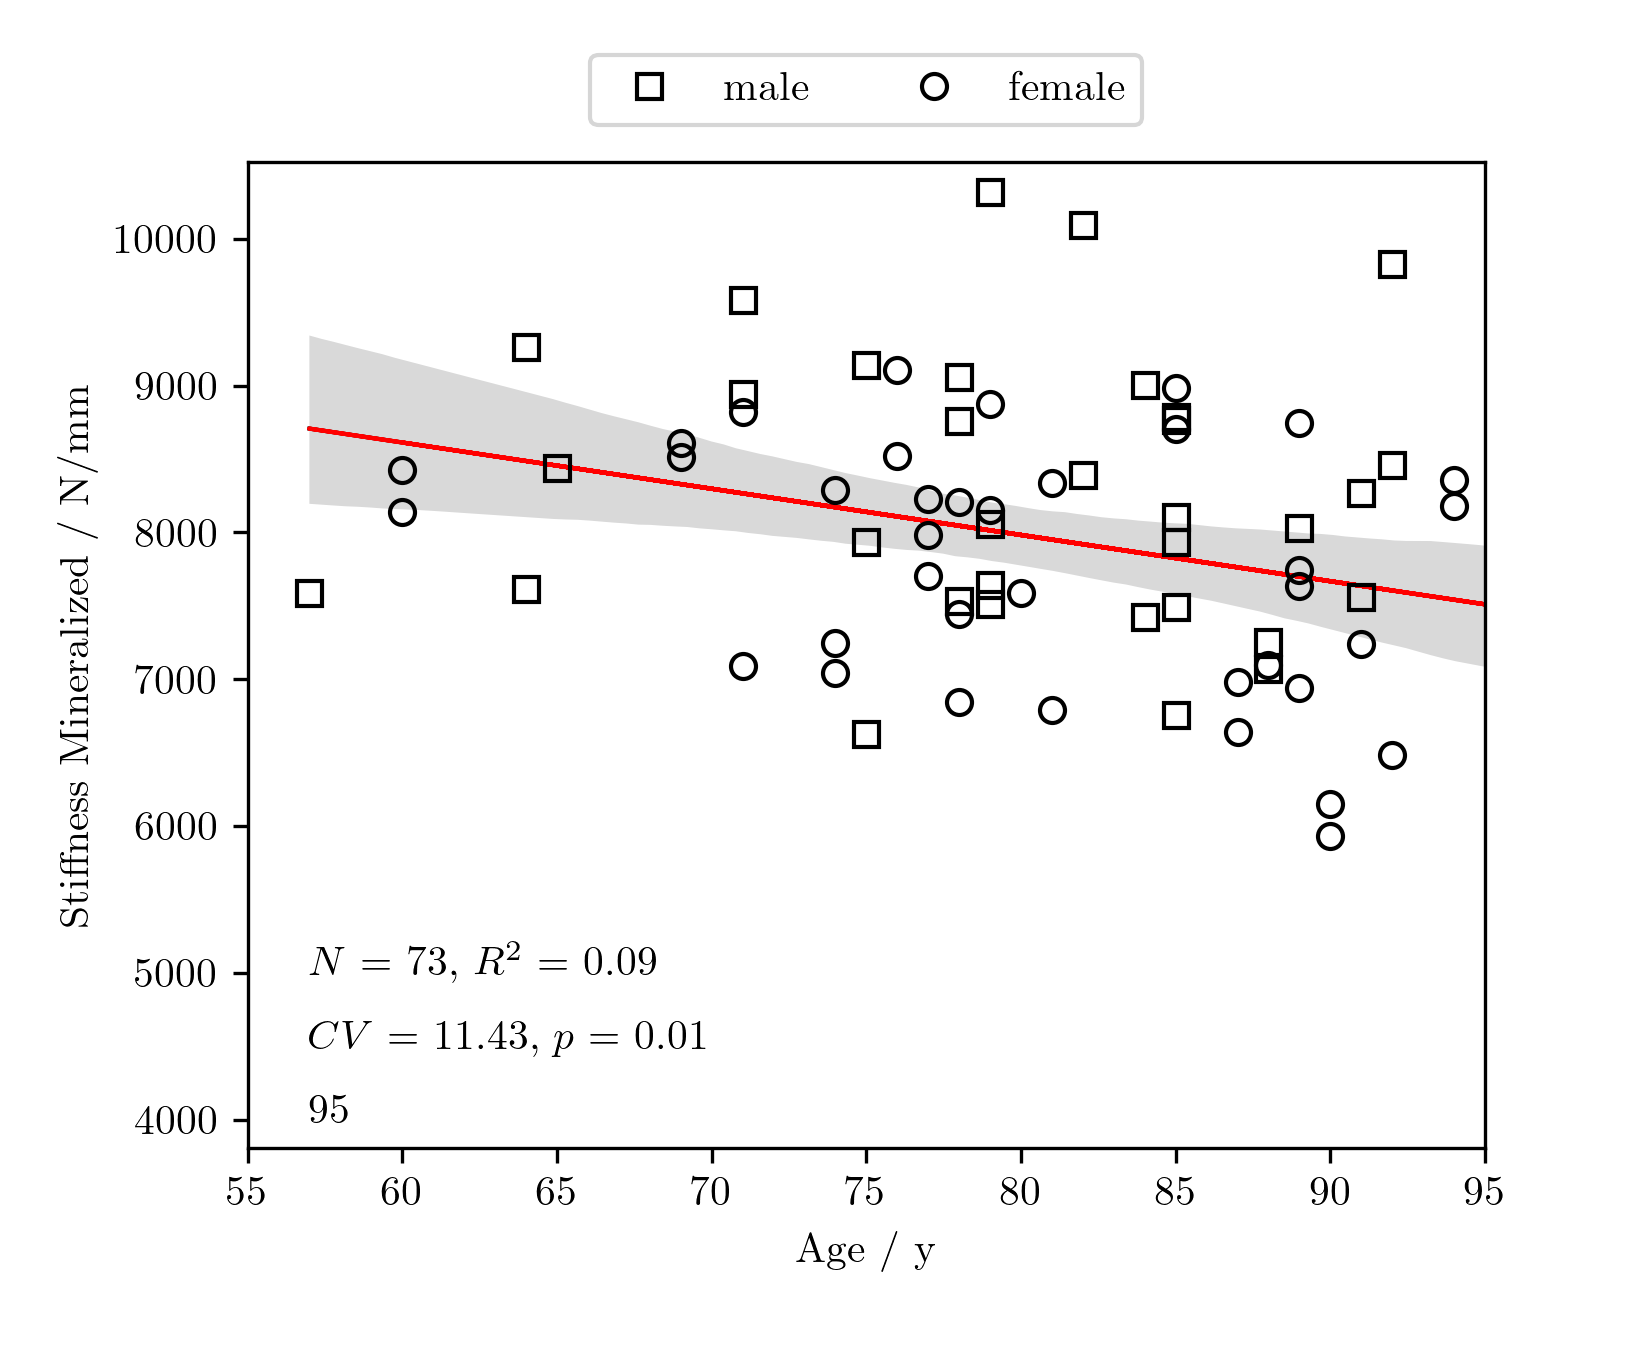 male female
10000
9000
8000
7000
6000
5000
4000
Stiffness Mineralized / N/mm
N = 73, R² = 0.09
CV = 11.43, p = 0.01
95
55 60 65 70 75 80 85 90 95
Age / y